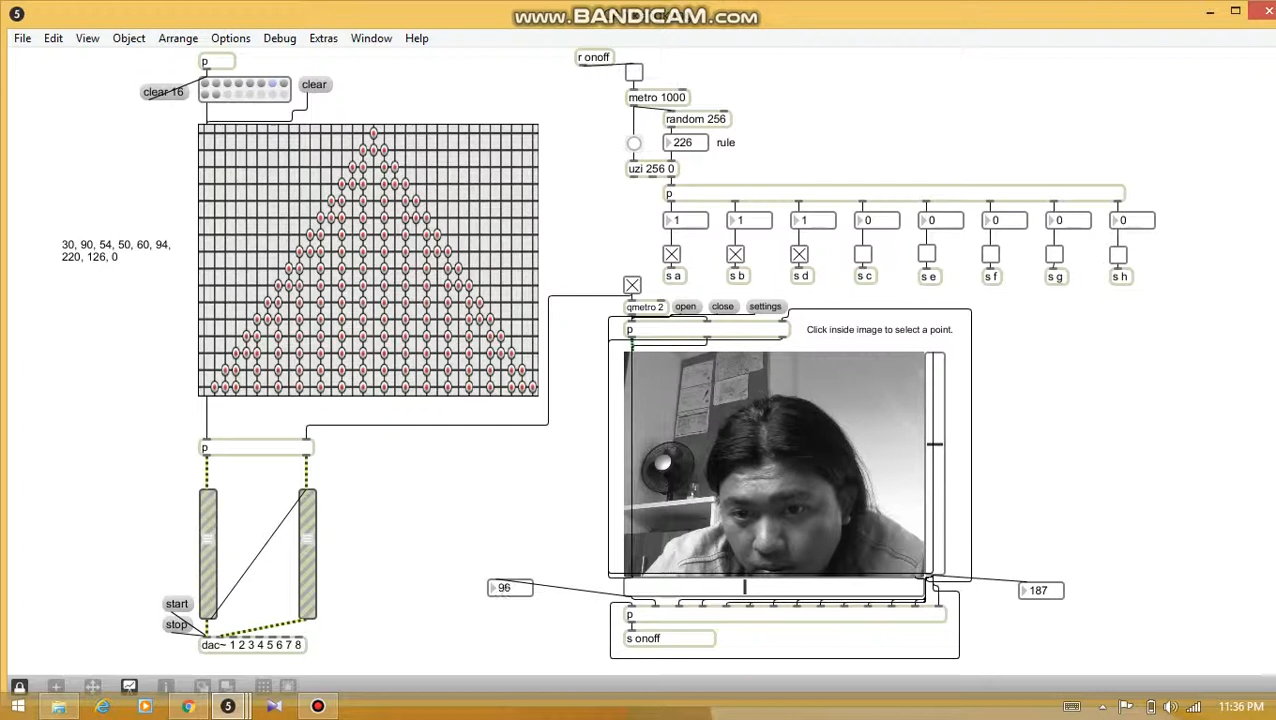 www.BANDICAM.com
File Edit View Object Arrange Options Debug Extras Window Help
p
clear 16
clear
30, 90, 54, 50, 60, 94,
220, 126, 0
p
start
stop
dac~ 1 2 3 4 5 6 7 8
r onoff
metro 1000
random 256
226 rule
uzi 256 0
p
1 1 1 0 0 0 0 0
s a s b s d s c s e s f s g s h
qmetro 2 open close settings
p
Click inside image to select a point.
96
187
p
s onoff
11:36 PM